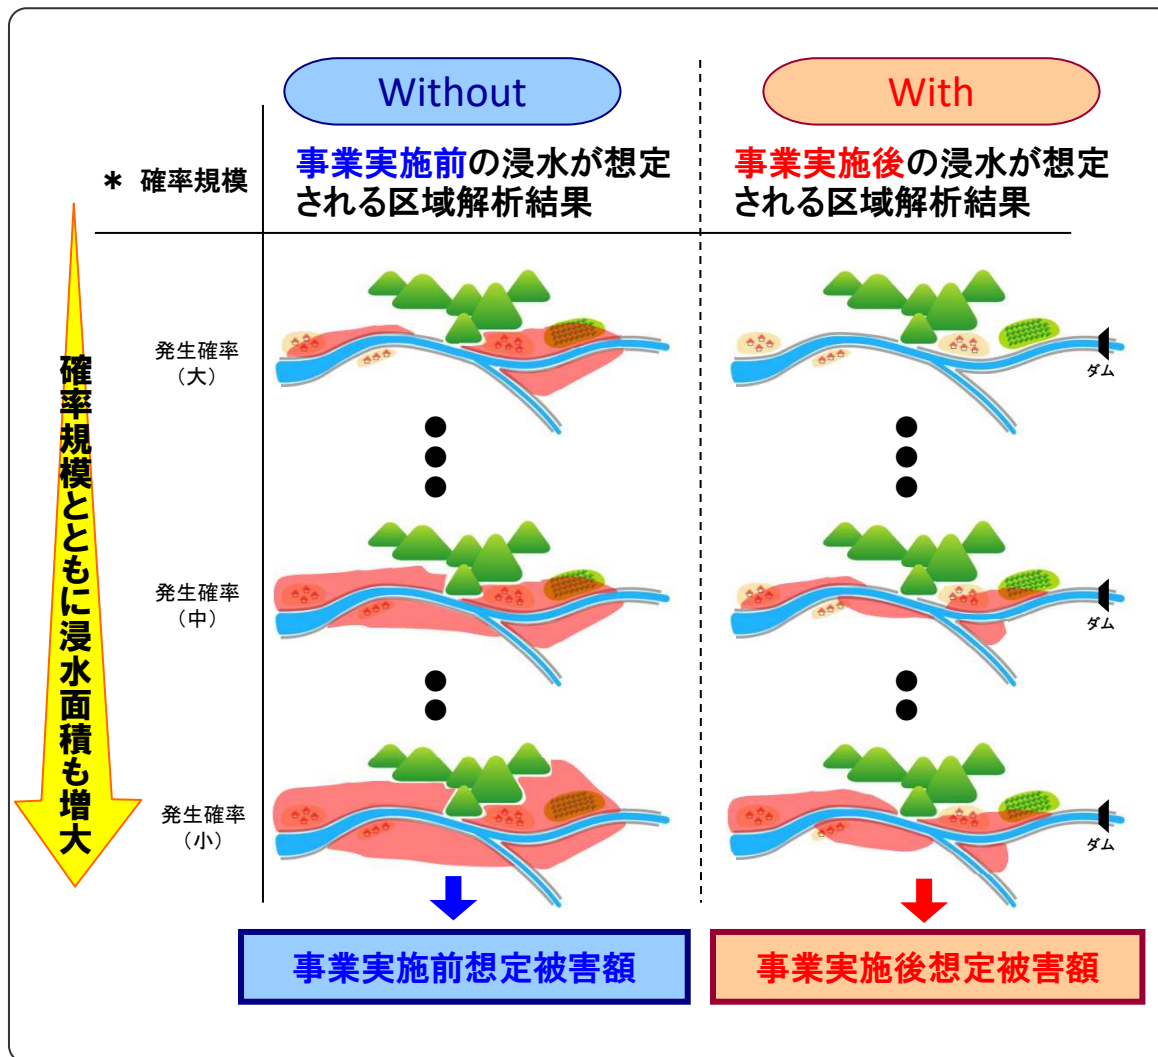 Without
With
事業実施前の浸水が想定
される区域解析結果
事業実施後の浸水が想定
される区域解析結果
* 確率規模
確率規模とともに浸水面積も増大
発生確率
（大）
ダム
発生確率
（中）
ダム
発生確率
（小）
ダム
事業実施前想定被害額
事業実施後想定被害額